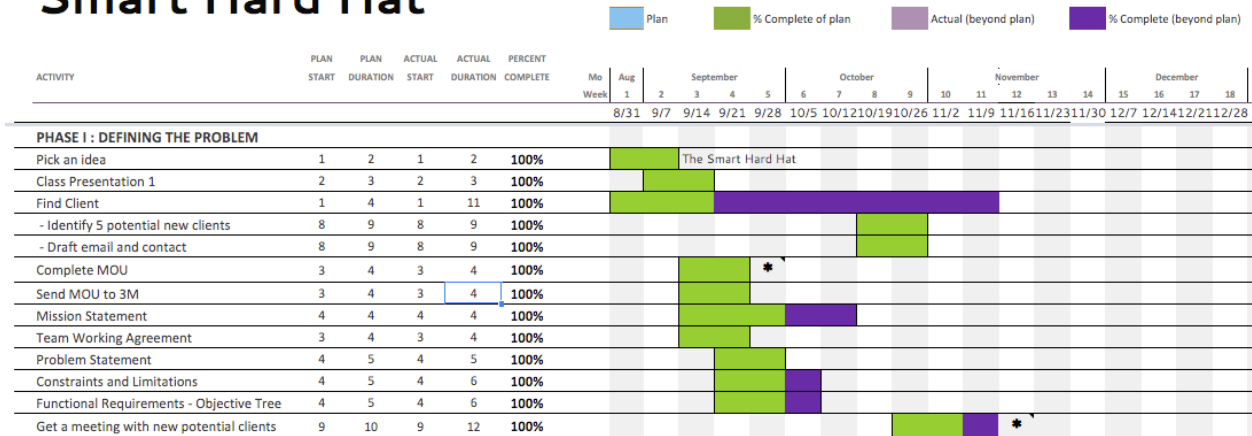 Smart Hard Hat
Plan % Complete of plan Actual (beyond plan) % Complete (beyond plan)
PLAN PLAN ACTUAL ACTUAL PERCENT
ACTIVITY START DURATION START DURATION COMPLETE Mo Aug September October November December
Week 1 2 3 4 5 6 7 8 9 10 11 12 13 14 15 16 17 18
8/31 9/7 9/14 9/21 9/28 10/5 10/12 10/19 10/26 11/2 11/9 11/16 11/23 11/30 12/7 12/14 12/21 12/28
PHASE I : DEFINING THE PROBLEM
Pick an idea 1 2 1 2 100% The Smart Hard Hat
Class Presentation 1 2 3 2 3 100%
Find Client 1 4 1 11 100%
- Identify 5 potential new clients 8 9 8 9 100%
- Draft email and contact 8 9 8 9 100%
Complete MOU 3 4 3 4 100% *
Send MOU to 3M 3 4 3 4 100%
Mission Statement 4 4 4 4 100%
Team Working Agreement 3 4 3 4 100%
Problem Statement 4 5 4 5 100%
Constraints and Limitations 4 5 4 6 100%
Functional Requirements - Objective Tree 4 5 4 6 100%
Get a meeting with new potential clients 9 10 9 12 100% *